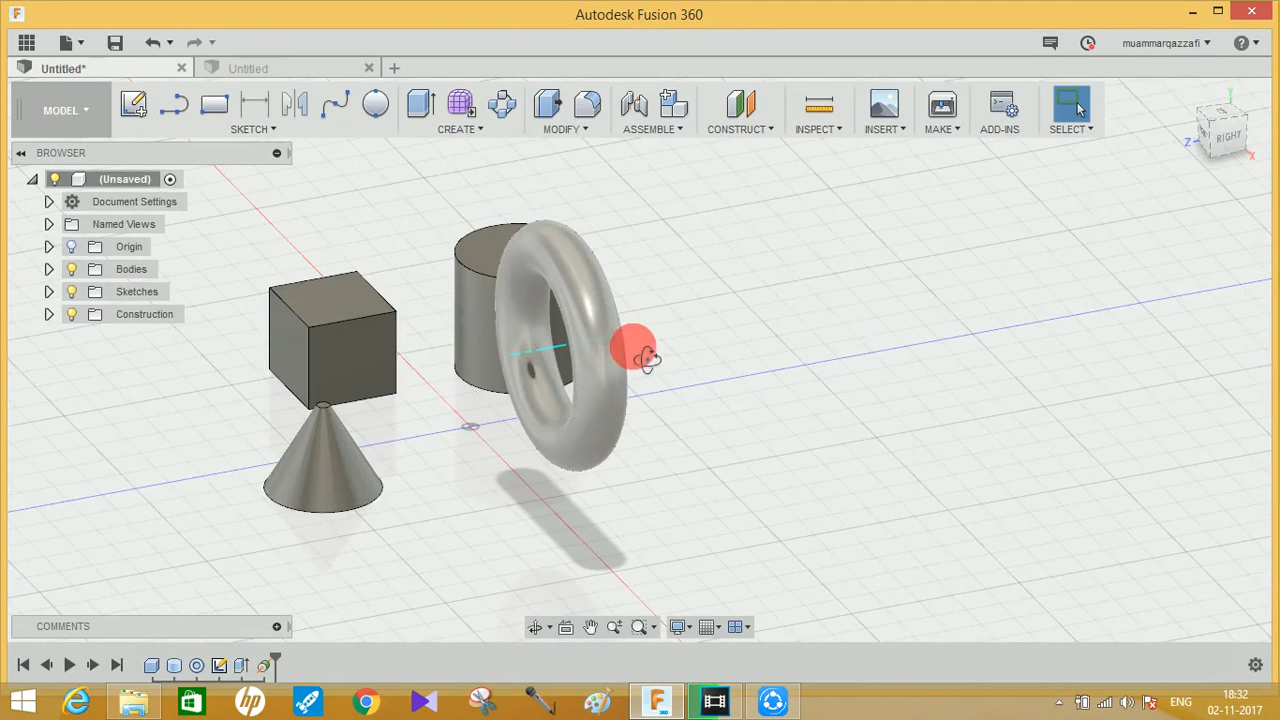 Autodesk Fusion 360
muammarqazzafi
Untitled*
Untitled
MODEL
SKETCH
CREATE
MODIFY
ASSEMBLE
CONSTRUCT
INSPECT
INSERT
MAKE
ADD-INS
SELECT
BROWSER
(Unsaved)
Document Settings
Named Views
Origin
Bodies
Sketches
Construction
Y
Z
RIGHT
X
COMMENTS
ENG
18:32
02-11-2017